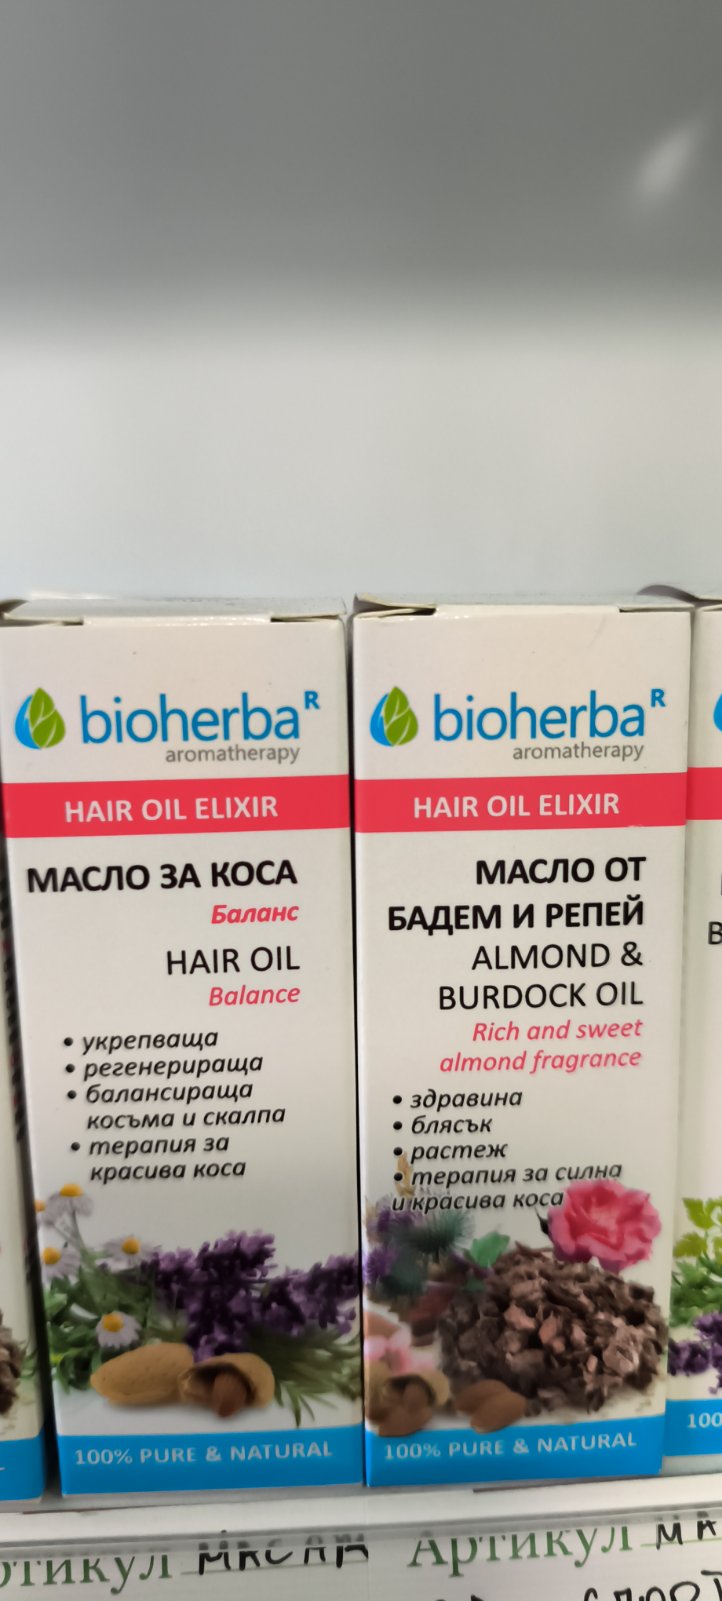 bioherba R
aromatherapy
HAIR OIL ELIXIR
МАСЛО ЗА КОСА
Баланс
HAIR OIL
Balance
• укрепваща
• регенерираща
• балансираща
косъма и скалпа
• терапия за
красива коса
100% PURE & NATURAL
bioherba R
aromatherapy
HAIR OIL ELIXIR
МАСЛО ОТ
БАДЕМ И РЕПЕЙ
ALMOND &
BURDOCK OIL
Rich and sweet
almond fragrance
• здравина
• блясък
• растеж
• терапия за силна
и красива коса
100% PURE & NATURAL
100
Артикул